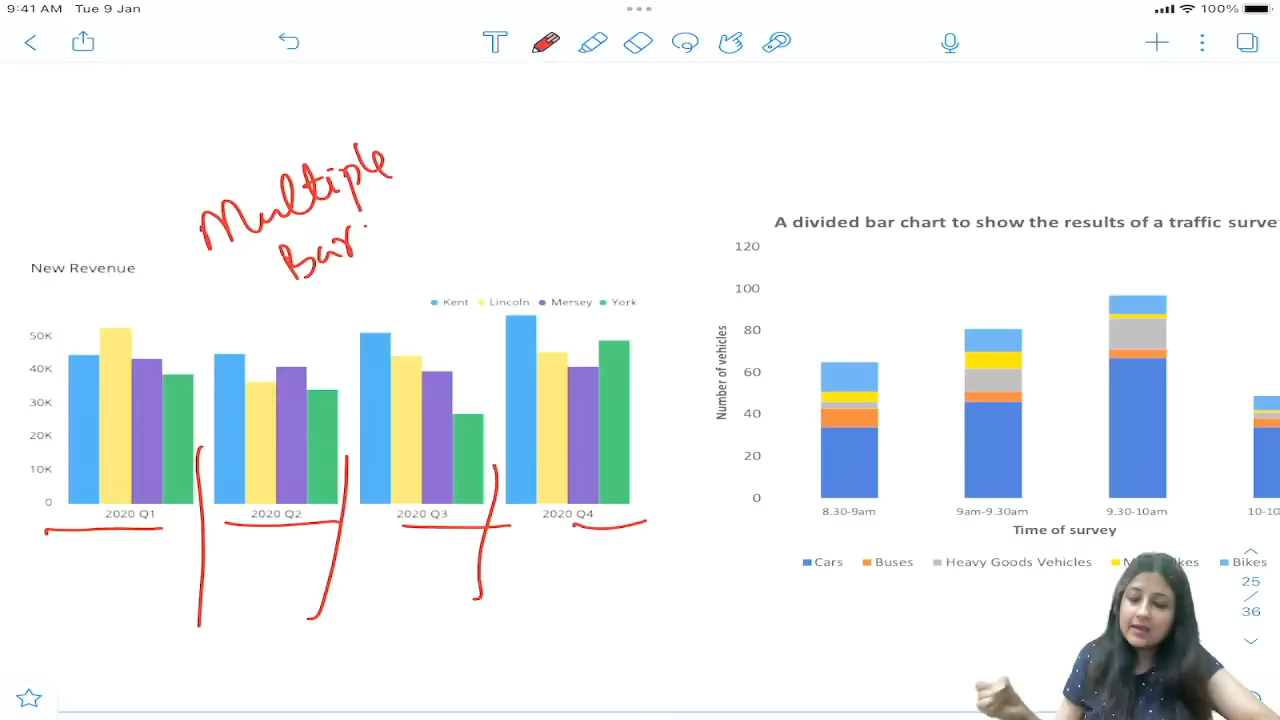 9:41 AM Tue 9 Jan
100%
Multiple
Bar
New Revenue
Kent Lincoln Mersey York
50K
40K
30K
20K
10K
0
2020 Q1 2020 Q2 2020 Q3 2020 Q4
A divided bar chart to show the results of a traffic surve
120
100
80
60
40
20
0
Number of vehicles
8.30-9am 9am-9.30am 9.30-10am 10-10
Time of survey
Cars Buses Heavy Goods Vehicles Bikes
25
36